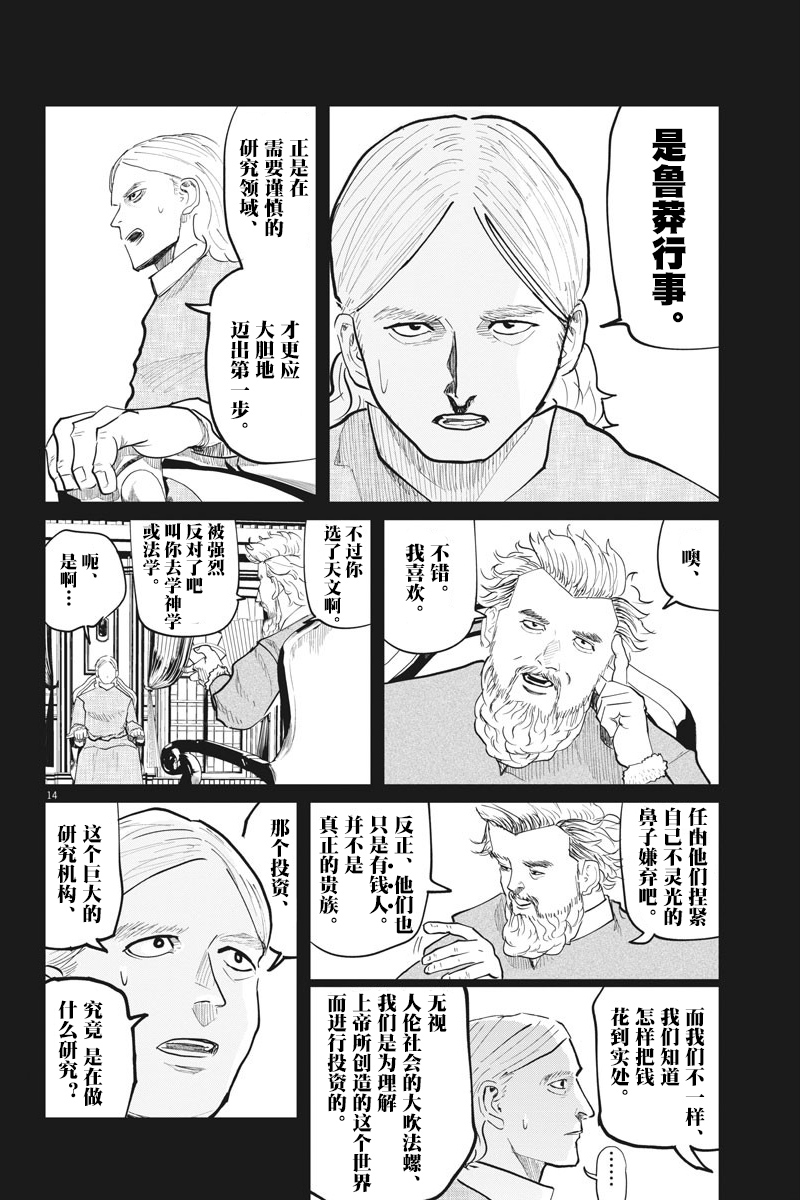 是鲁莽行事。
正是在
需要谨慎的
研究领域、
才更应
大胆地
迈出第一步。
噢、
不错。
我喜欢。
不过你
选了天文啊。
被强烈
反对了吧
叫你去学神学
或法学。
呃、
是啊…
14
任由他们捏紧
自己不灵光的
鼻子嫌弃吧。
反正、他们也
只是有钱人。
并不是
真正的贵族。
那个投资、
这个巨大的
研究机构、
究竟 是在做
什么研究？
而我们不一样、
我们知道
怎样把钱
花到实处。
……
无视
人伦社会的大吹法螺、
我们是为理解
上帝所创造的这个世界
而进行投资的。